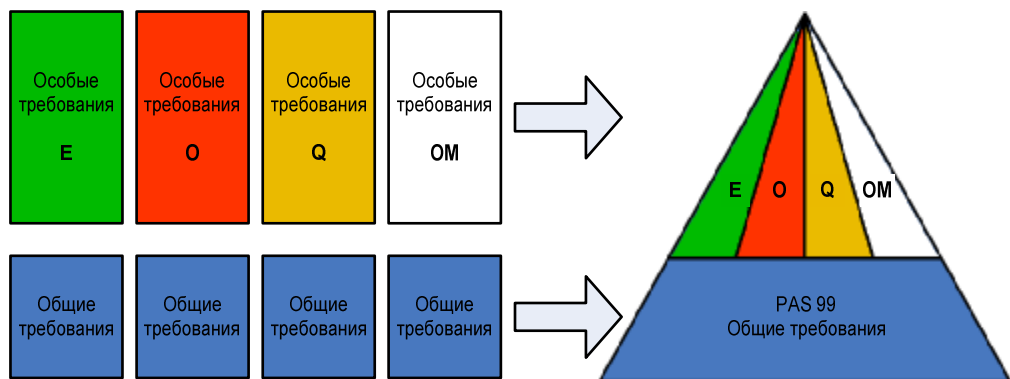 Особые
требования
E
Особые
требования
O
Особые
требования
Q
Особые
требования
OM
E
O
Q
OM
Общие
требования
Общие
требования
Общие
требования
Общие
требования
PAS 99
Общие требования